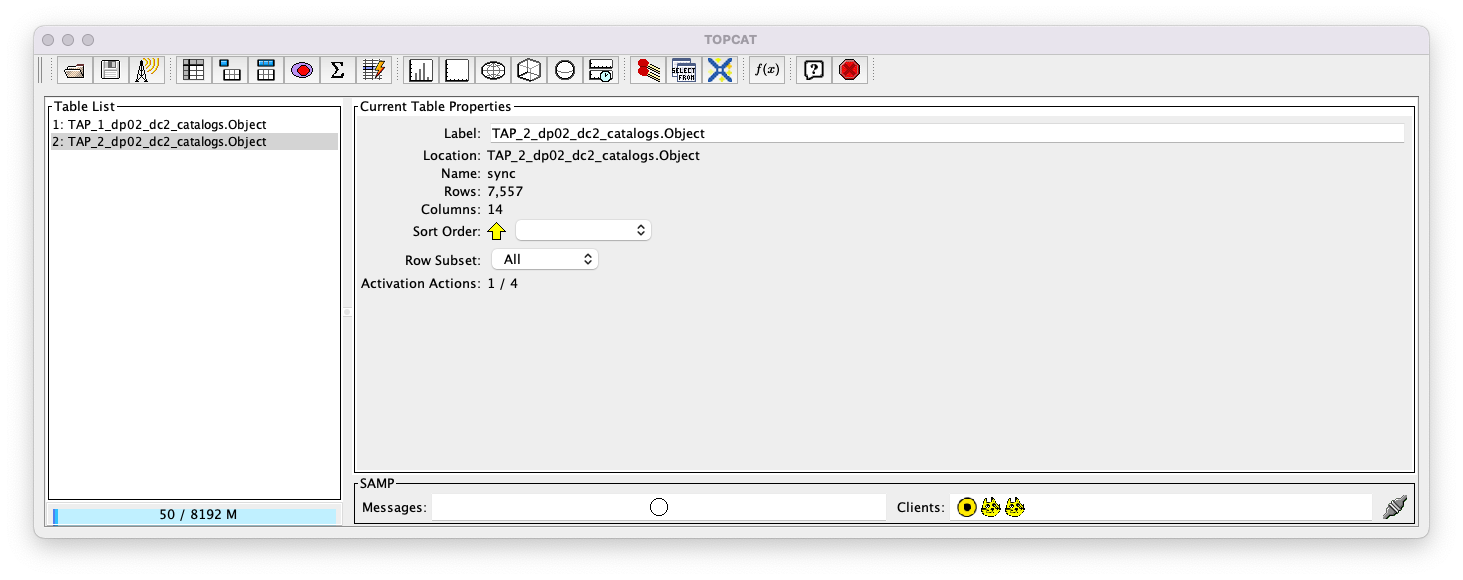 TOPCAT
Σ
SELECT
FROM
f(x)
?
Table List
1: TAP_1_dp02_dc2_catalogs.Object
2: TAP_2_dp02_dc2_catalogs.Object
50 / 8192 M
Current Table Properties
Label: TAP_2_dp02_dc2_catalogs.Object
Location: TAP_2_dp02_dc2_catalogs.Object
Name: sync
Rows: 7,557
Columns: 14
Sort Order:
Row Subset: All
Activation Actions: 1 / 4
SAMP
Messages:
Clients: